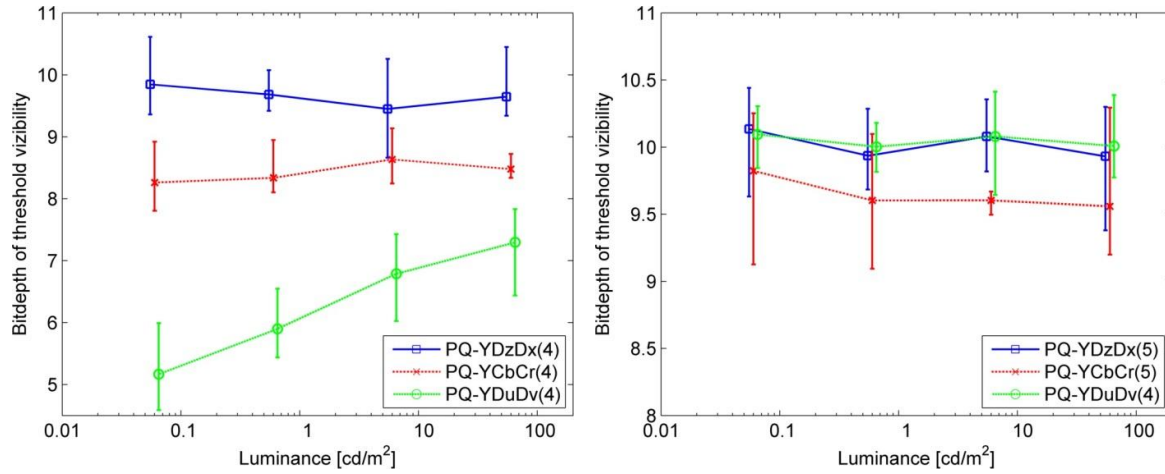 11
10
9
8
7
6
5
Bitdepth of threshold vizibility
0.01 0.1 1 10 100
Luminance [cd/m²]
PQ-YDzDx(4)
PQ-YCbCr(4)
PQ-YDuDv(4)
11
10.5
10
9.5
9
8.5
8
Bitdepth of threshold vizibility
0.01 0.1 1 10 100
Luminance [cd/m²]
PQ-YDzDx(5)
PQ-YCbCr(5)
PQ-YDuDv(4)